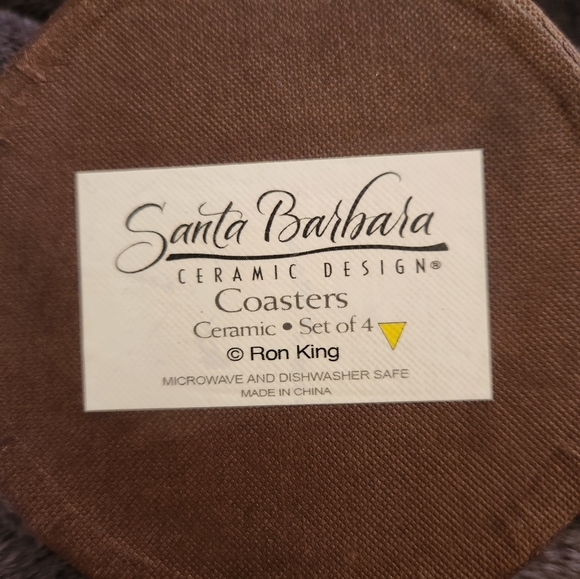 Santa Barbara
CERAMIC DESIGN®
Coasters
Ceramic • Set of 4
© Ron King
MICROWAVE AND DISHWASHER SAFE
MADE IN CHINA